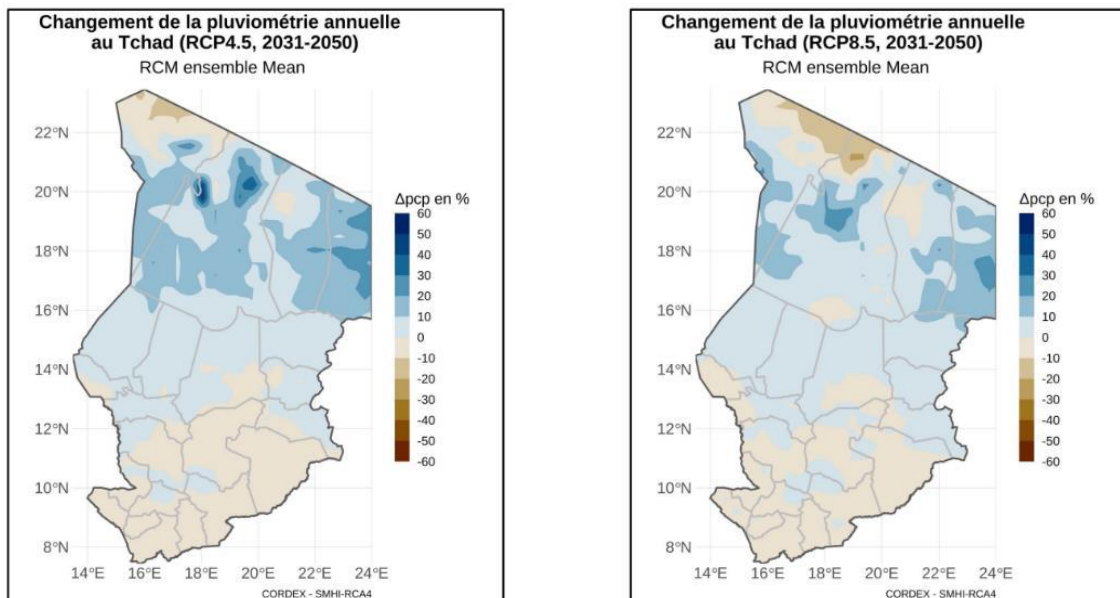 Changement de la pluviométrie annuelle
au Tchad (RCP4.5, 2031-2050)
RCM ensemble Mean
22°N
20°N
18°N
16°N
14°N
12°N
10°N
8°N
14°E 16°E 18°E 20°E 22°E 24°E
Δpcp en %
60
50
40
30
20
10
0
-10
-20
-30
-40
-50
-60
CORDEX - SMHI-RCA4
Changement de la pluviométrie annuelle
au Tchad (RCP8.5, 2031-2050)
RCM ensemble Mean
22°N
20°N
18°N
16°N
14°N
12°N
10°N
8°N
14°E 16°E 18°E 20°E 22°E 24°E
Δpcp en %
60
50
40
30
20
10
0
-10
-20
-30
-40
-50
-60
CORDEX - SMHI-RCA4